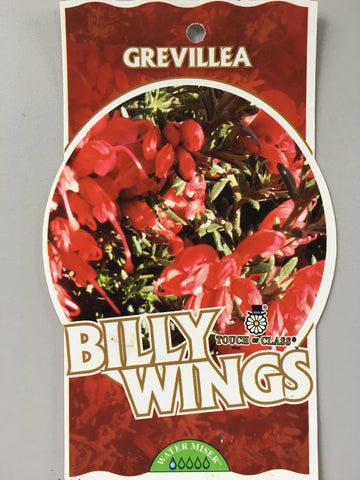 GREVILLEA
BILLY
TOUCH OF CLASS®
WINGS
WATER MISER